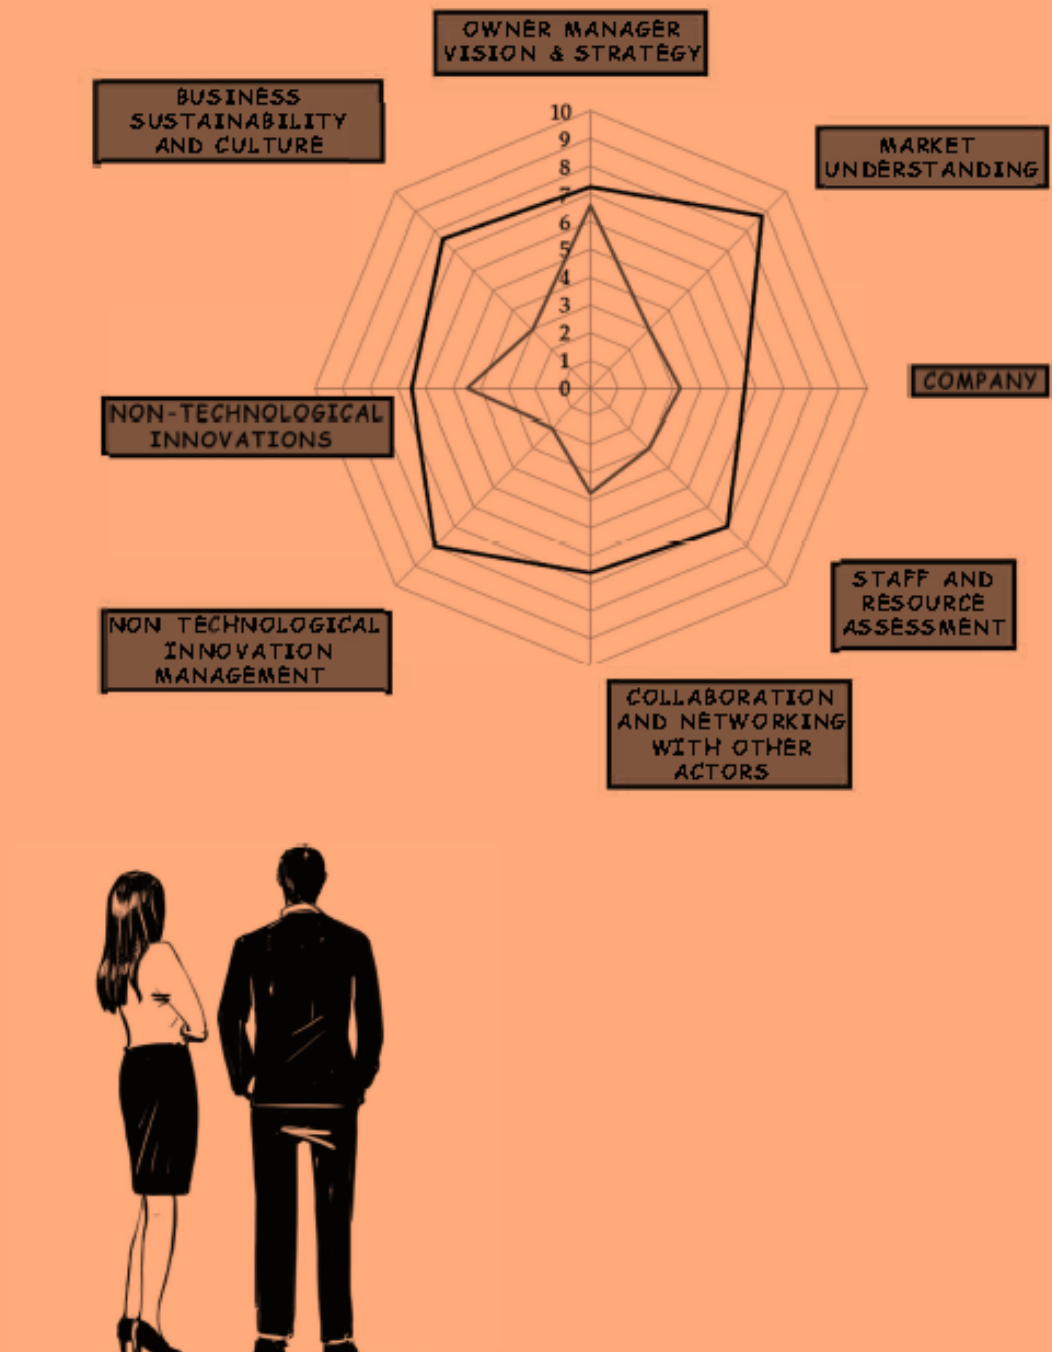 OWNER MANAGER
VISION & STRATEGY
BUSINESS
SUSTAINABILITY
AND CULTURE
MARKET
UNDERSTANDING
10
9
8
7
6
5
4
3
2
1
0
COMPANY
NON-TECHNOLOGICAL
INNOVATIONS
STAFF AND
RESOURCE
ASSESSMENT
NON TECHNOLOGICAL
INNOVATION
MANAGEMENT
COLLABORATION
AND NETWORKING
WITH OTHER
ACTORS